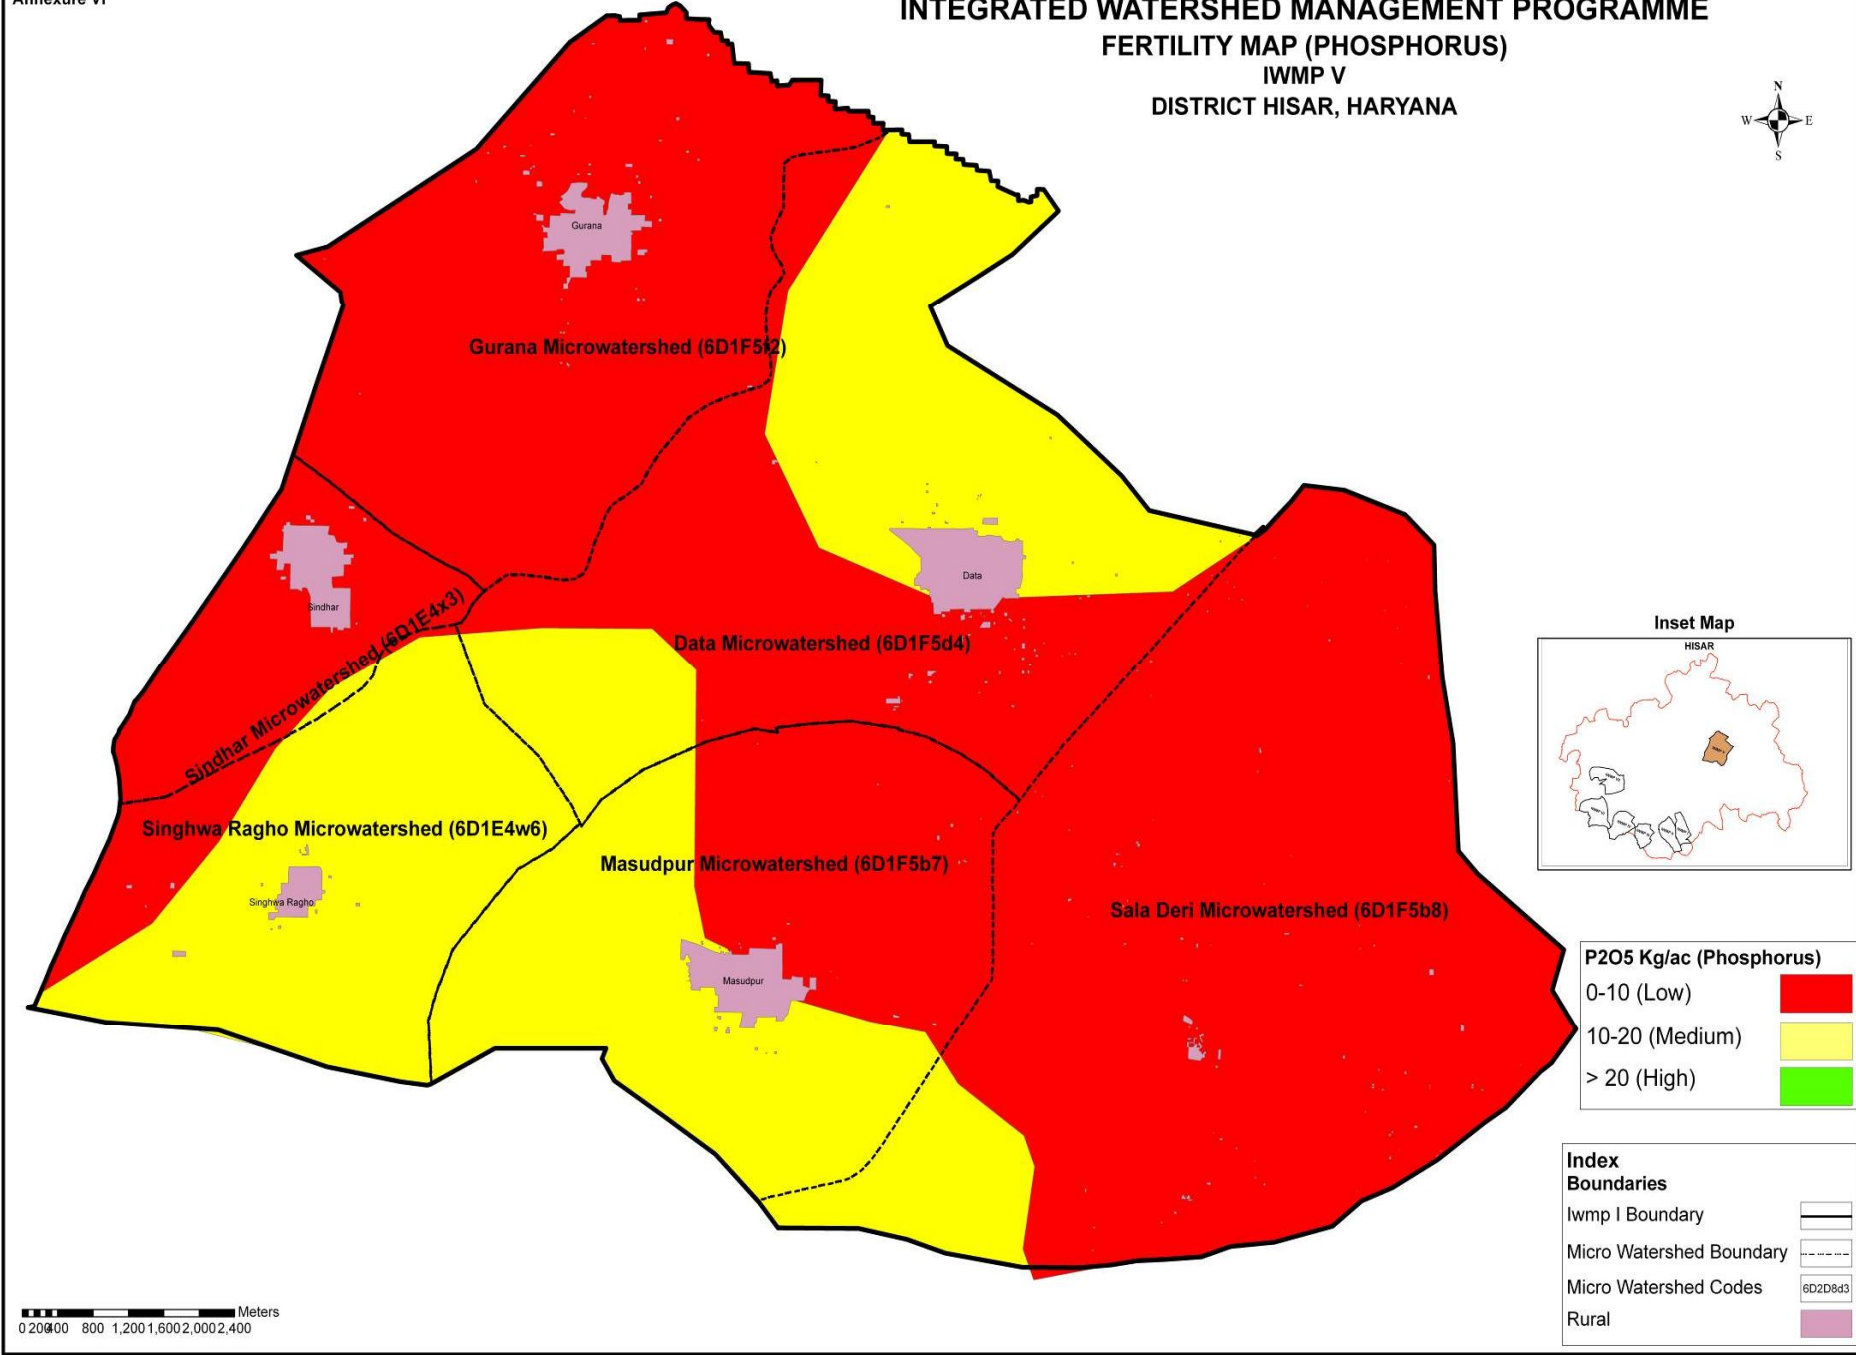 Annexure VI
INTEGRATED WATERSHED MANAGEMENT PROGRAMME
FERTILITY MAP (PHOSPHORUS)
IWMP V
DISTRICT HISAR, HARYANA
N
W E
S
Gurana
Gurana Microwatershed (6D1F5f2)
Sindhar
Data
Sindhar Microwatershed (6D1E4x3)
Data Microwatershed (6D1F5d4)
Singhwa Ragho Microwatershed (6D1E4w6)
Masudpur Microwatershed (6D1F5b7)
Singhwa Ragho
Sala Deri Microwatershed (6D1F5b8)
Masudpur
Inset Map
HISAR
P2O5 Kg/ac (Phosphorus)
0-10 (Low)
10-20 (Medium)
> 20 (High)
Index
Boundaries
Iwmp I Boundary
Micro Watershed Boundary
Micro Watershed Codes 6D2D8d3
Rural
Meters
0 200 400 800 1,200 1,600 2,000 2,400